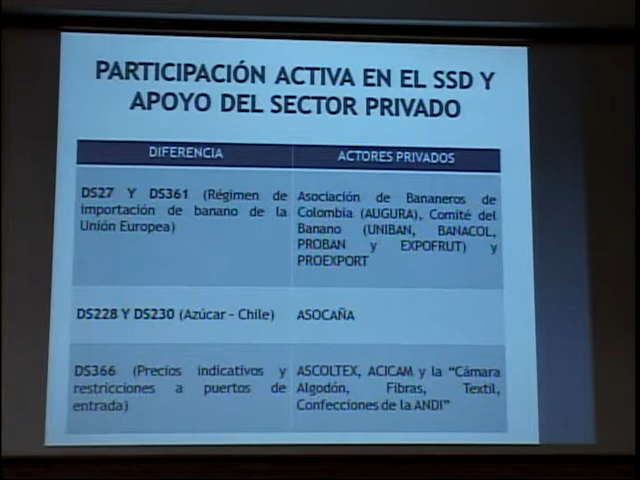 PARTICIPACIÓN ACTIVA EN EL SSD Y
APOYO DEL SECTOR PRIVADO
DIFERENCIA
ACTORES PRIVADOS
DS27 Y DS361 (Régimen de
importación de banano de la
Unión Europea)
Asociación de Bananeros de
Colombia (AUGURA), Comité del
Banano (UNIBAN, BANACOL,
PROBAN y EXPOFRUT) y
PROEXPORT
DS228 Y DS230 (Azúcar - Chile)
ASOCAÑA
DS366 (Precios indicativos y
restricciones a puertos de
entrada)
ASCOLTEX, ACICAM y la "Cámara
Algodón, Fibras, Textil,
Confecciones de la ANDI"